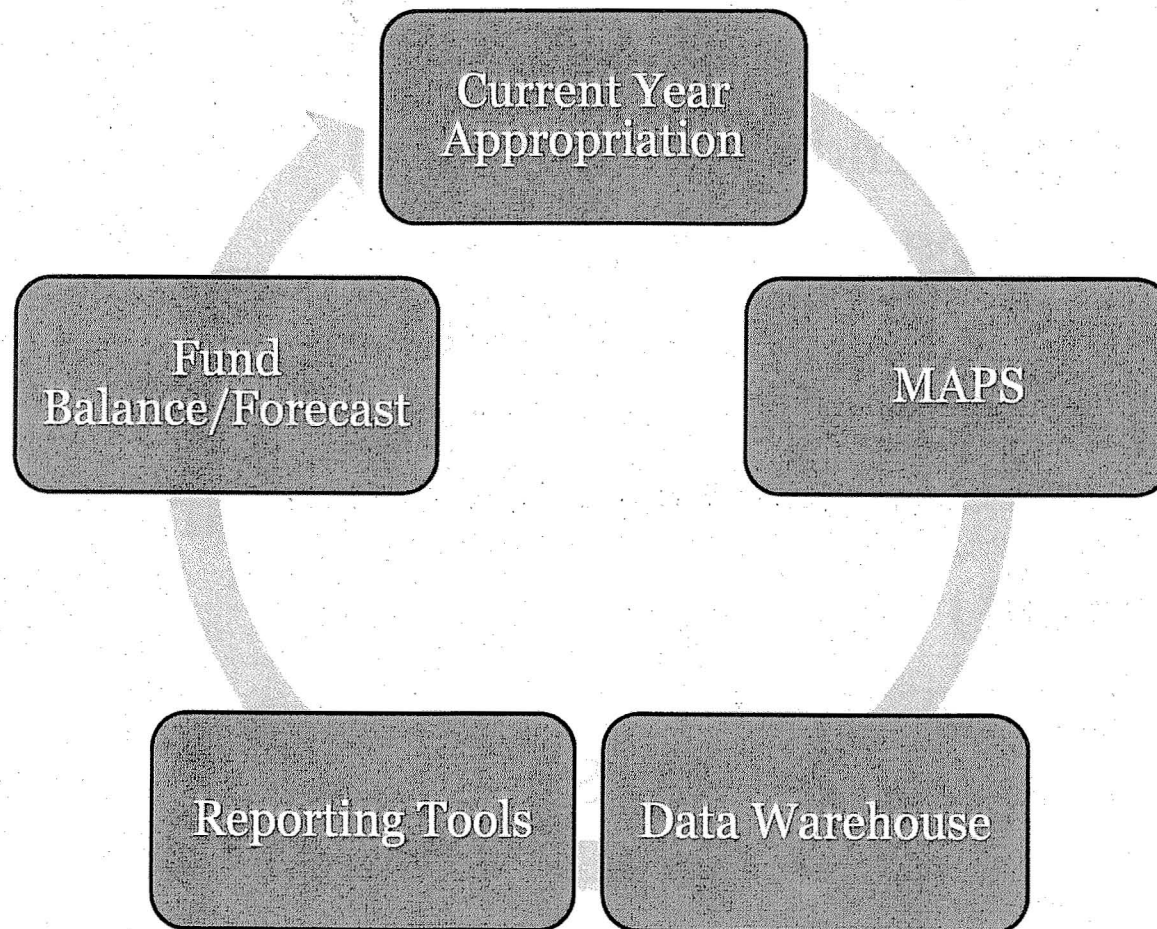 Current Year
Appropriation
MAPS
Data Warehouse
Reporting Tools
Fund
Balance/Forecast